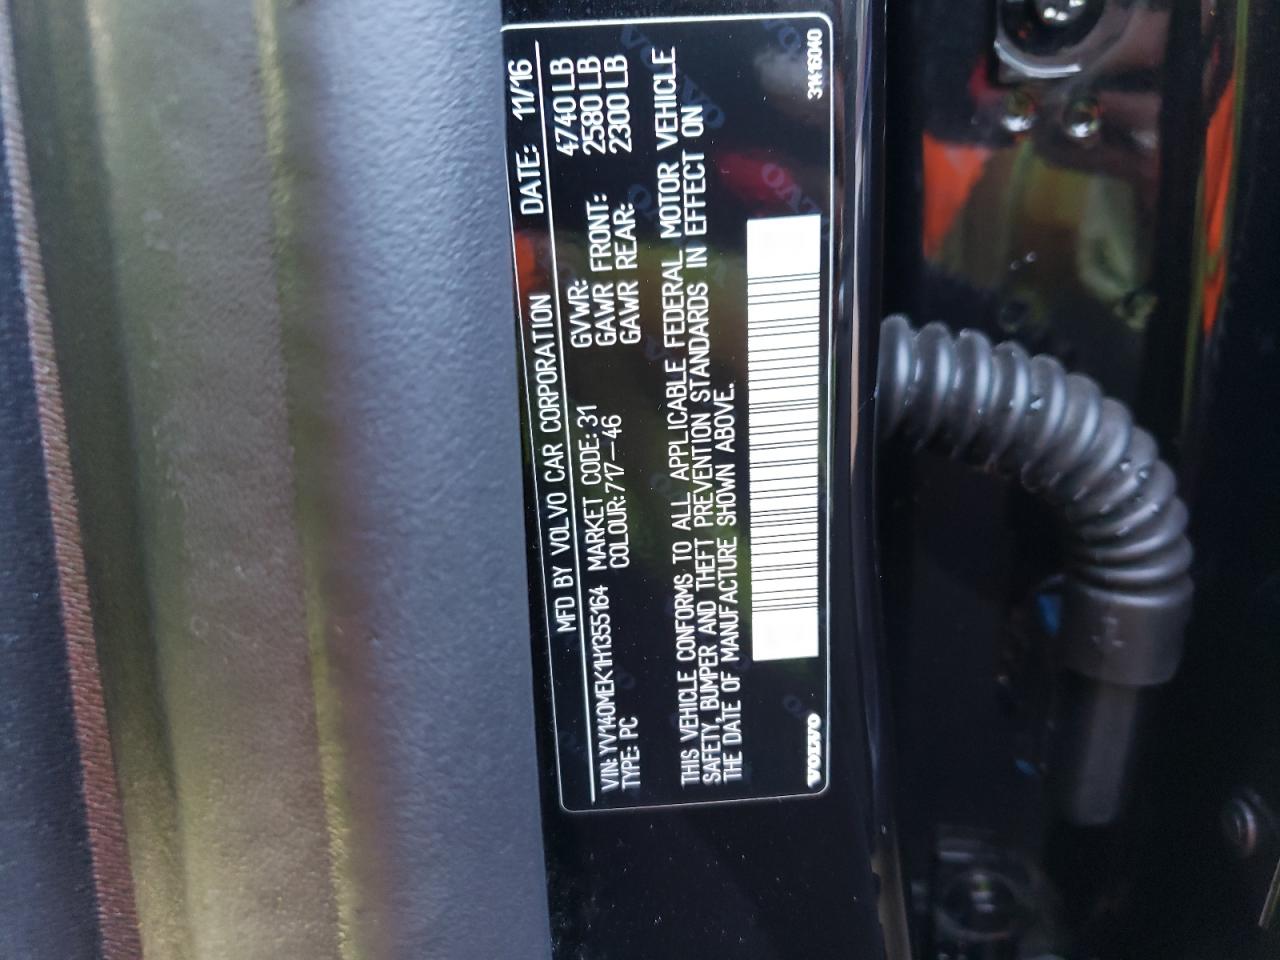 MFD BY VOLVO CAR CORPORATION DATE: 11/16
VIN: YV140MEK1H1355164 MARKET CODE: 31 GVWR: 4740 LB
TYPE: PC COLOUR: 717-46 GAWR FRONT: 2580 LB
GAWR REAR: 2300 LB
THIS VEHICLE CONFORMS TO ALL APPLICABLE FEDERAL MOTOR VEHICLE
SAFETY, BUMPER AND THEFT PREVENTION STANDARDS IN EFFECT ON
THE DATE OF MANUFACTURE SHOWN ABOVE.
VOLVO 31416040